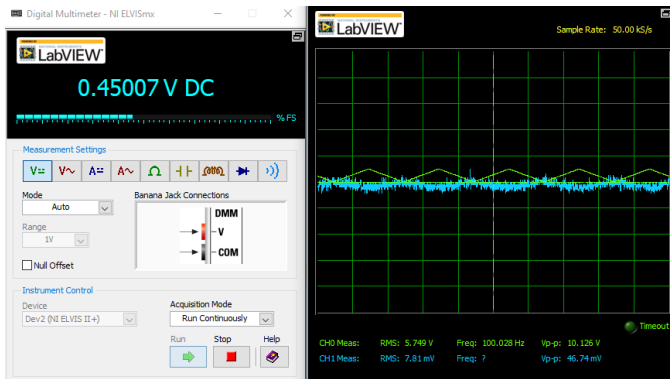 Digital Multimeter - NI ELVISmx
LabVIEW
0.45007 V DC
% FS
Measurement Settings
V= V~ A= A~ Ω
Mode
Auto
Range
1V
Null Offset
Banana Jack Connections
DMM
V
COM
Instrument Control
Device
Dev2 (NI ELVIS II+)
Acquisition Mode
Run Continuously
Run Stop Help
LabVIEW
Sample Rate: 50.00 kS/s
Timeout
CH0 Meas: RMS: 5.749 V Freq: 100.028 Hz Vp-p: 10.126 V
CH1 Meas: RMS: 7.81 mV Freq: ? Vp-p: 46.74 mV